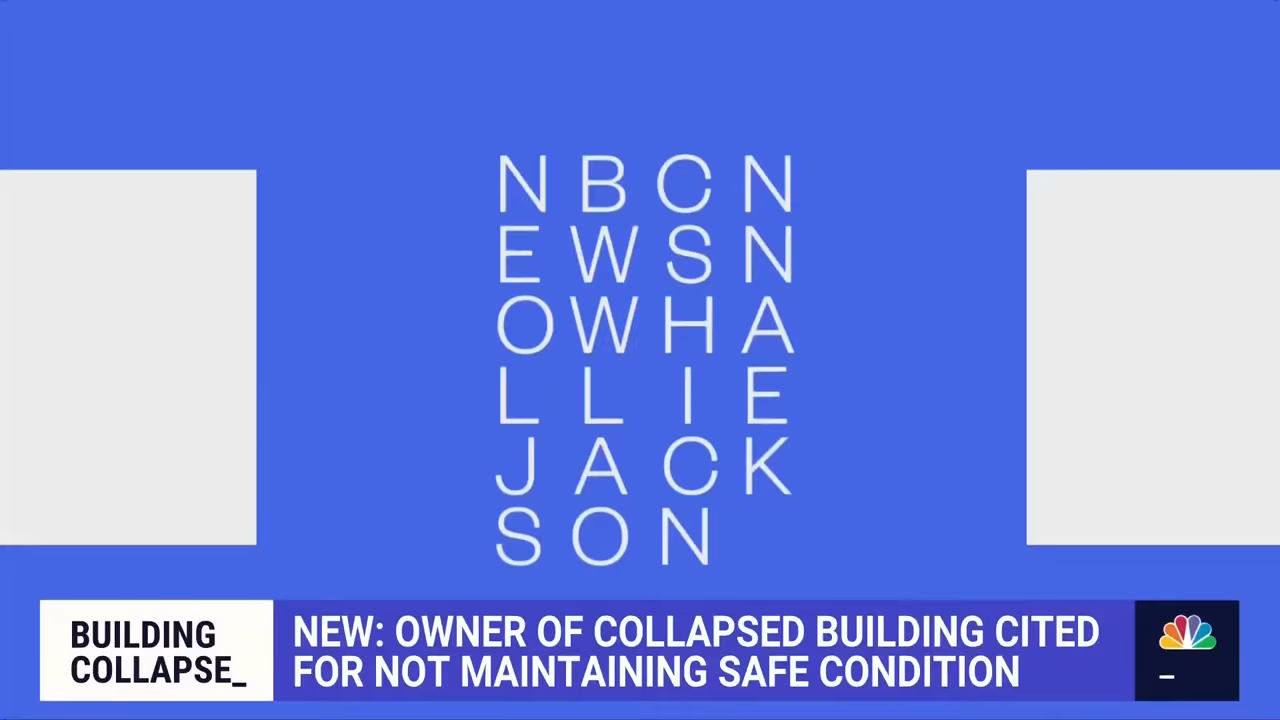 N B C N
E W S N
O W H A
L L I E
J A C K
S O N
BUILDING
COLLAPSE_
NEW: OWNER OF COLLAPSED BUILDING CITED
FOR NOT MAINTAINING SAFE CONDITION